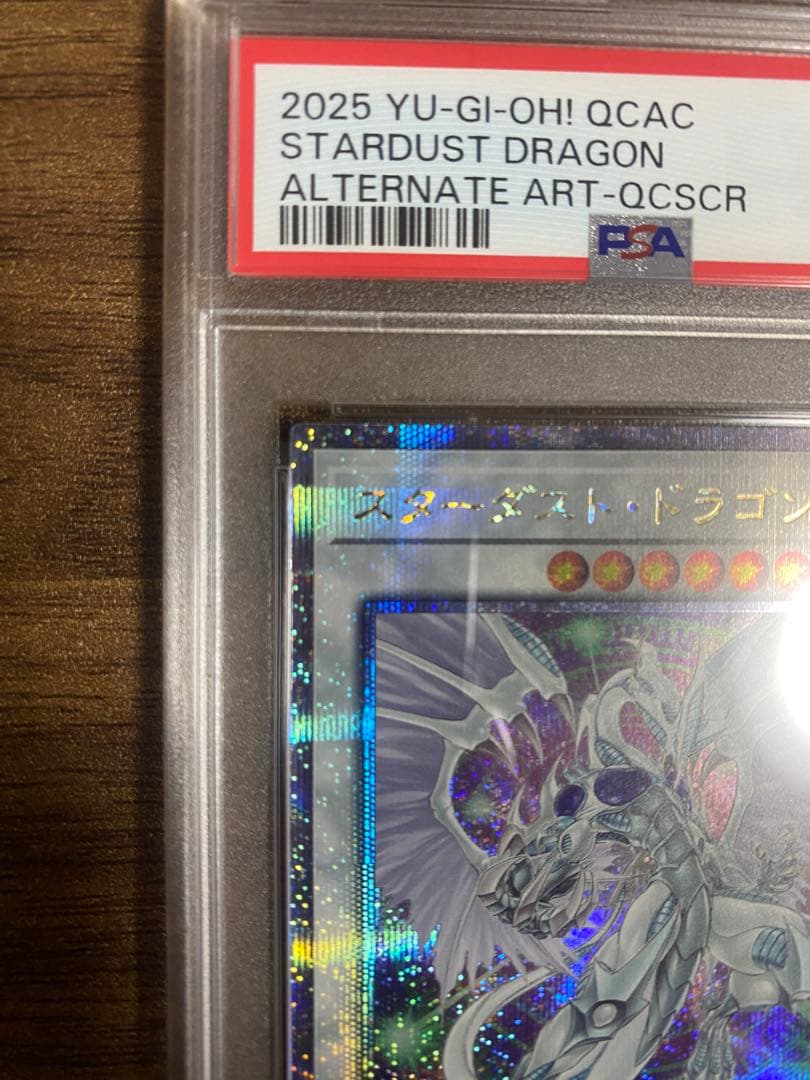 2025 YU-GI-OH! QCAC
STARDUST DRAGON
ALTERNATE ART-QCSCR
PSA
スターダスト・ドラゴン